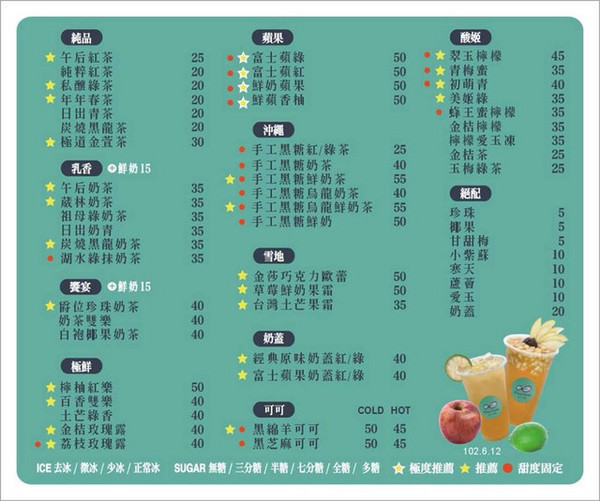 純品
午后紅茶 25
純粹紅茶 20
私釀綠茶 20
年年春茶 20
日出青茶 20
炭燒黑龍茶 20
極道金萱茶 30
乳香 +鮮奶15
午后奶茶 35
葳林奶茶 35
祖母綠奶茶 35
日出奶青 35
炭燒黑龍奶茶 35
湖水綠抹奶茶 35
饗宴 +鮮奶15
爵位珍珠奶茶 40
奶茶雙樂 40
白袍椰果奶茶 40
極鮮
檸柚紅樂 50
百香雙樂 40
土芒綠香 40
金桔玫瑰露 40
荔枝玫瑰露 40
蘋果
富士蘋綠 50
富士蘋紅 50
鮮奶蘋果 50
鮮蘋香柚 50
沖繩
手工黑糖紅/綠茶 25
手工黑糖奶茶 40
手工黑糖鮮奶茶 55
手工黑糖烏龍奶茶 40
手工黑糖烏龍鮮奶茶 55
手工黑糖鮮奶 50
雪地
金莎巧克力歐蕾 50
草莓鮮奶果霜 50
台灣土芒果霜 35
奶蓋
經典原味奶蓋紅/綠 40
富士蘋果奶蓋紅/綠 40
可可 COLD HOT
黑綿羊可可 50 45
黑芝麻可可 50 45
酸姬
翠玉檸檬 45
青梅蜜 35
初萌青 40
美姬綠 35
蜂王蜜檸檬 35
金桔檸檬 35
檸檬愛玉凍 35
金桔茶 25
玉梅綠茶 25
絕配
珍珠 5
椰果 5
甘甜梅 5
小紫蘇 10
寒天 10
蘆薈 10
愛玉 10
奶蓋 20
102.6.12
ICE 去冰/微冰/少冰/正常冰 SUGAR 無糖/三分糖/半糖/七分糖/全糖/多糖 極度推薦 推薦 甜度固定